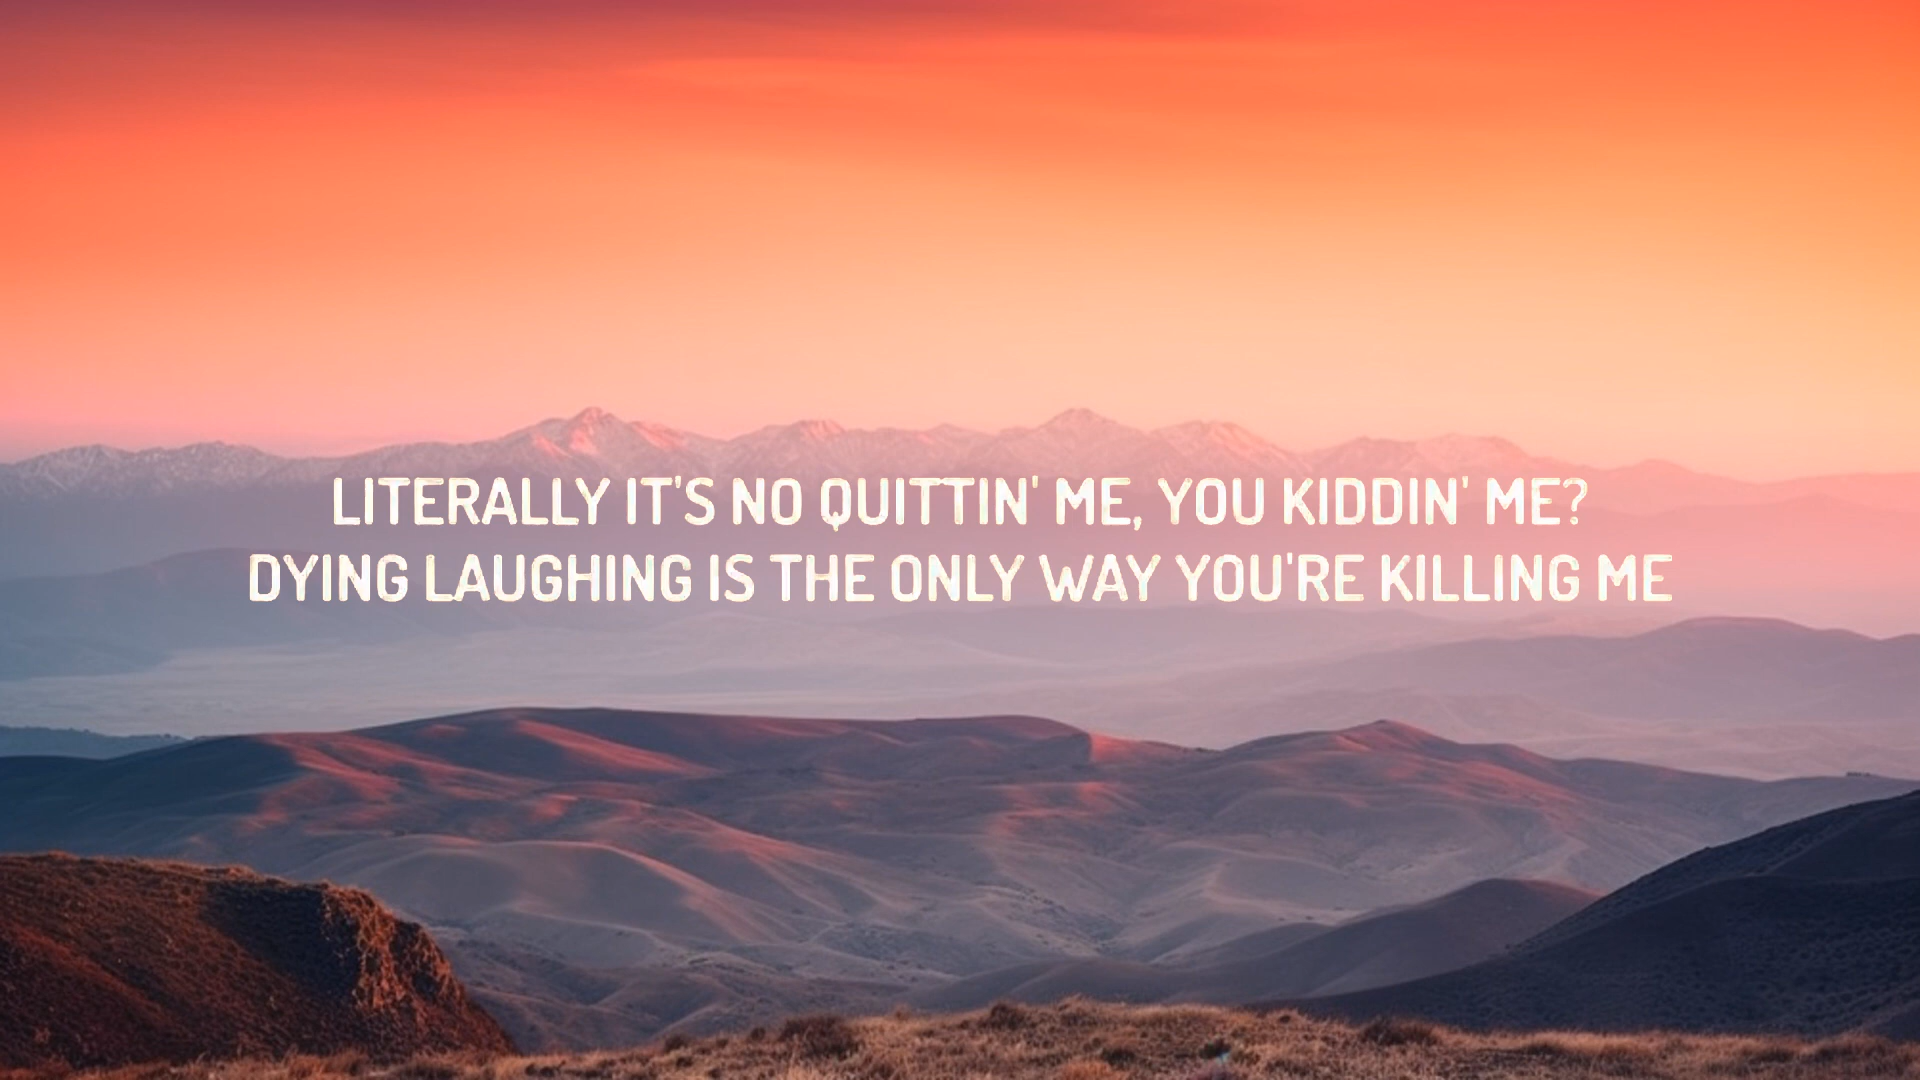 LITERALLY IT'S NO QUITTIN' ME, YOU KIDDIN' ME?
DYING LAUGHING IS THE ONLY WAY YOU'RE KILLING ME